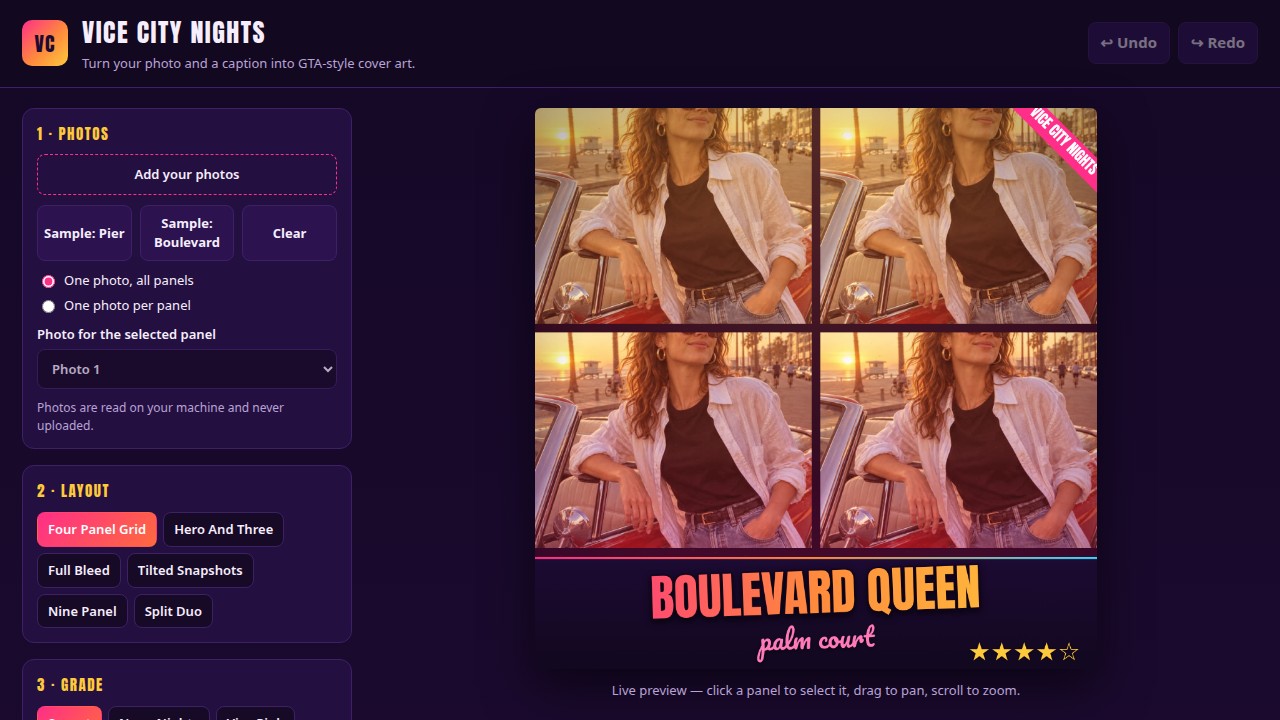 VC
VICE CITY NIGHTS
Turn your photo and a caption into GTA-style cover art.
↩ Undo
↪ Redo
1 · PHOTOS
Add your photos
Sample: Pier
Sample:
Boulevard
Clear
One photo, all panels
One photo per panel
Photo for the selected panel
Photo 1
Photos are read on your machine and never
uploaded.
2 · LAYOUT
Four Panel Grid
Hero And Three
Full Bleed
Tilted Snapshots
Nine Panel
Split Duo
3 · GRADE
VICE CITY NIGHTS
BOULEVARD QUEEN
palm court
★★★★☆
Live preview — click a panel to select it, drag to pan, scroll to zoom.